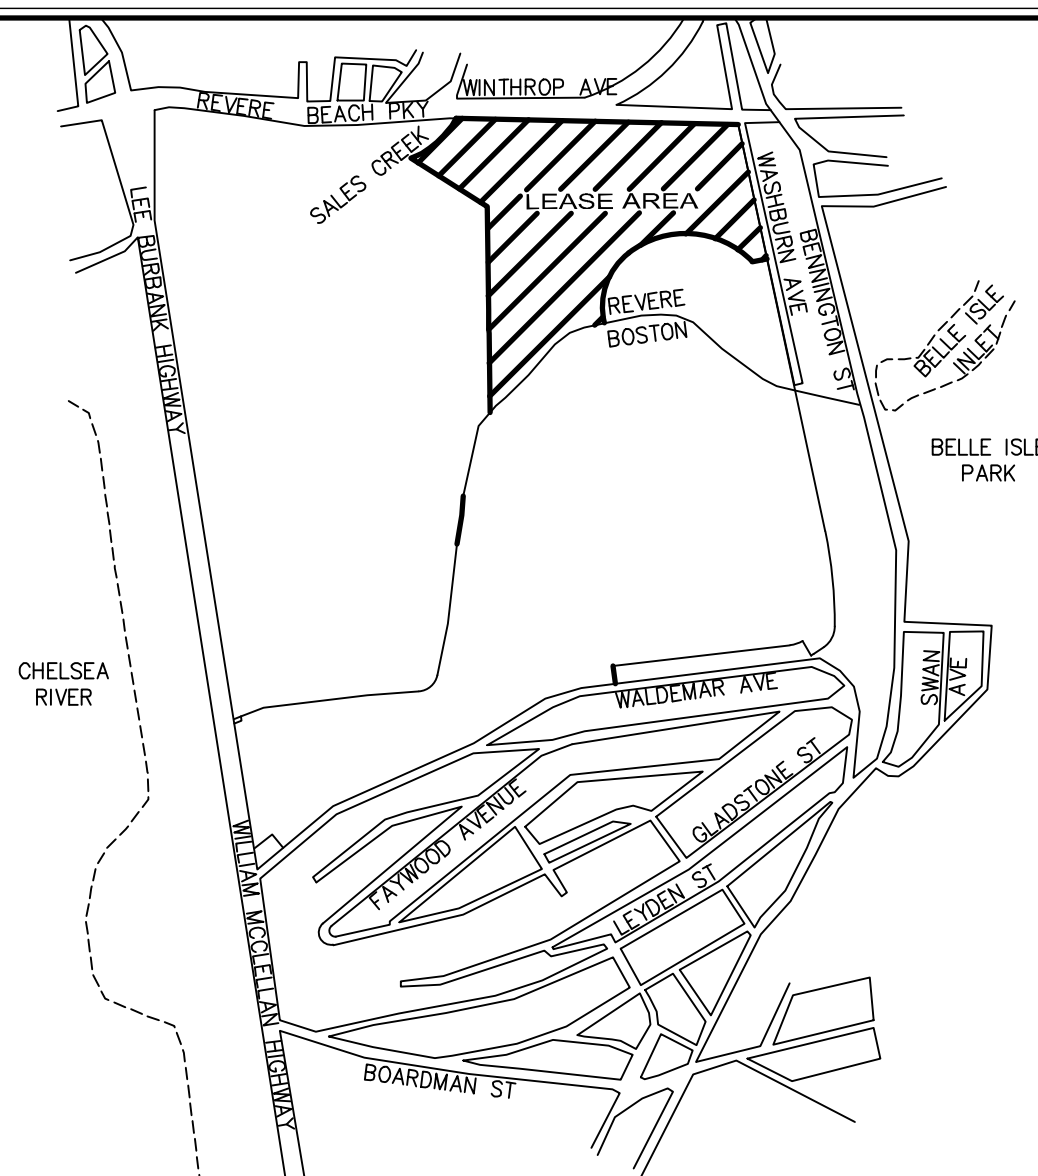 WINTHROP AVE
REVERE BEACH PKY
SALES CREEK
LEASE AREA
WASHBURN AVE
BENNINGTON ST
LEE BURBANK HIGHWAY
REVERE
BOSTON
BELLE ISLE
INLET
BELLE ISLE
PARK
CHELSEA
RIVER
SWAN
AVE
WALDEMAR AVE
GLADSTONE ST
FAYWOOD AVENUE
LEYDEN ST
WILLIAM MCCLELLAN HIGHWAY
BOARDMAN ST